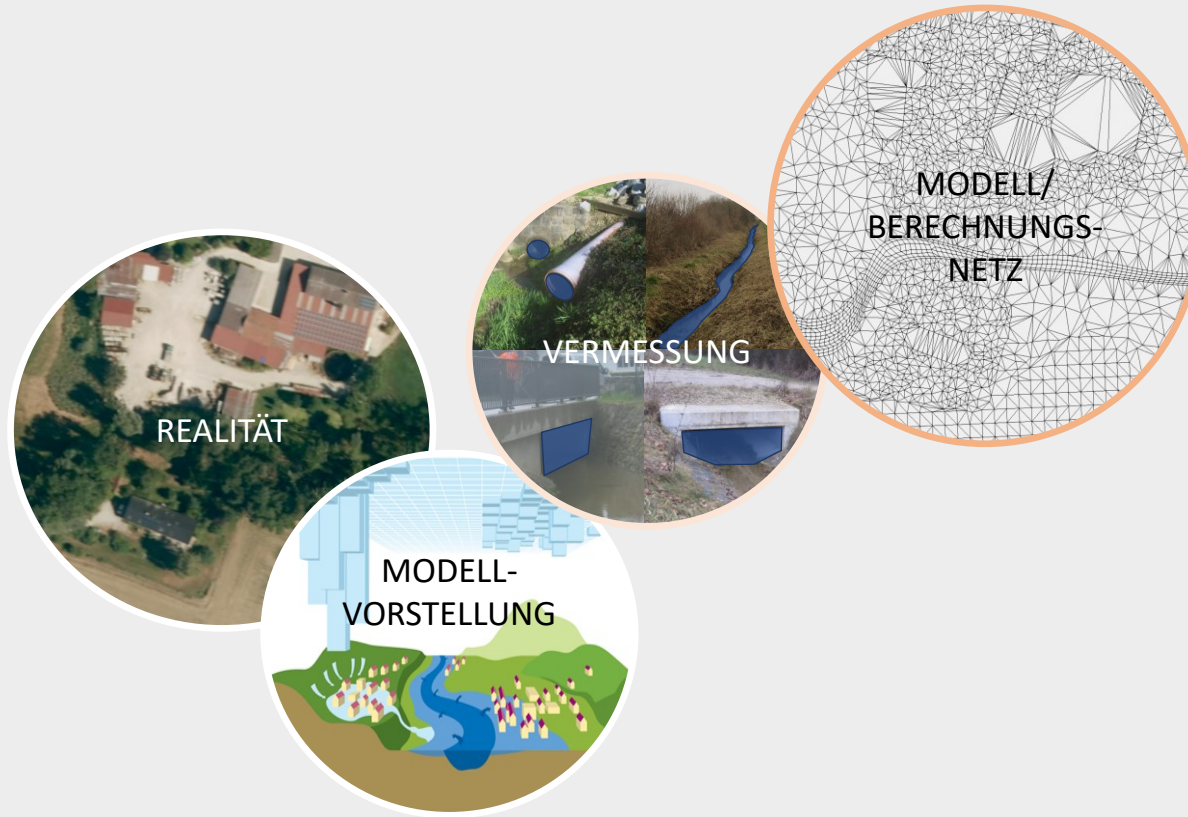 REALITÄT
MODELL-
VORSTELLUNG
VERMESSUNG
MODELL/
BERECHNUNGS-
NETZ